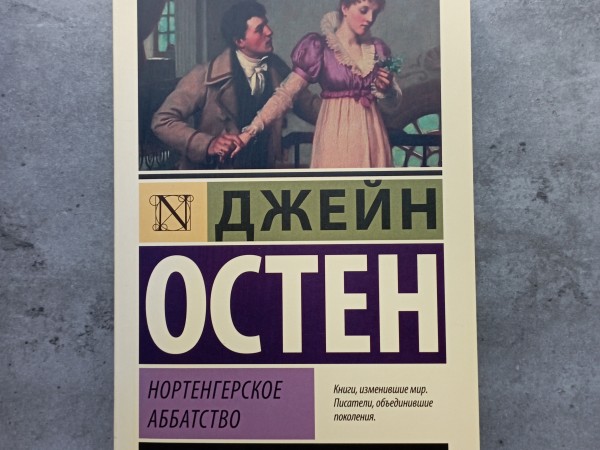 N
ДЖЕЙН
ОСТЕН
НОРТЕНГЕРСКОЕ
АББАТСТВО
Книги, изменившие мир.
Писатели, объединившие
поколения.